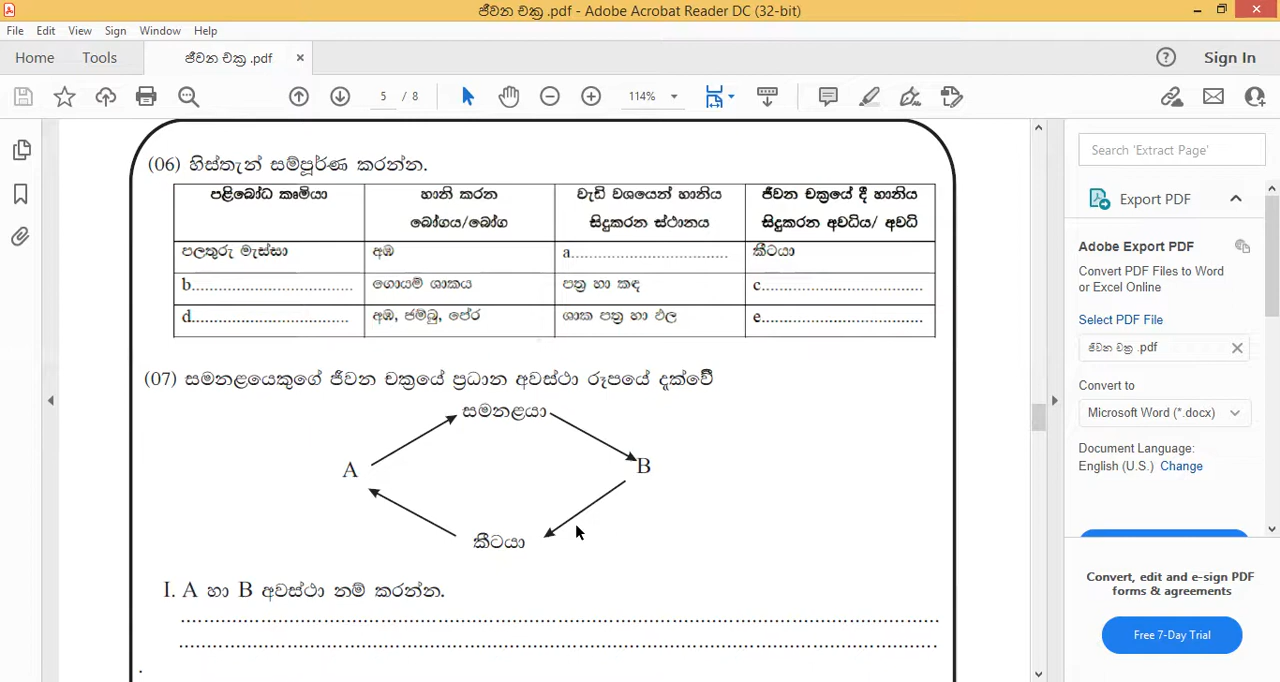 ජීවන චක්‍ර .pdf - Adobe Acrobat Reader DC (32-bit)
File Edit View Sign Window Help
Home Tools ජීවන චක්‍ර .pdf × Sign In
5 / 8 114%
(06) හිස්තැන් සම්පූර්ණ කරන්න.
පළිබෝධ කෘමියා හානි කරන බෝගය/බෝග වැඩි වශයෙන් හානිය සිදුකරන ස්ථානය ජීවන චක්‍රයේ දී හානිය සිදුකරන අවධිය/ අවධි
පලතුරු මැස්සා අඹ a................................... කීටයා
b................................... ගොයම් ශාකය පත්‍ර හා කඳ c...................................
d................................... අඹ, ජම්බු, පේර ශාක පත්‍ර හා ඵල e...................................
(07) සමනළයෙකුගේ ජීවන චක්‍රයේ ප්‍රධාන අවස්ථා රූපයේ දැක්වේ
සමනළයා
A B
කීටයා
I. A හා B අවස්ථා නම් කරන්න.
Search 'Extract Page'
Export PDF
Adobe Export PDF
Convert PDF Files to Word
or Excel Online
Select PDF File
ජීවන චක්‍ර .pdf
Convert to
Microsoft Word (*.docx)
Document Language:
English (U.S.) Change
Convert, edit and e-sign PDF
forms & agreements
Free 7-Day Trial